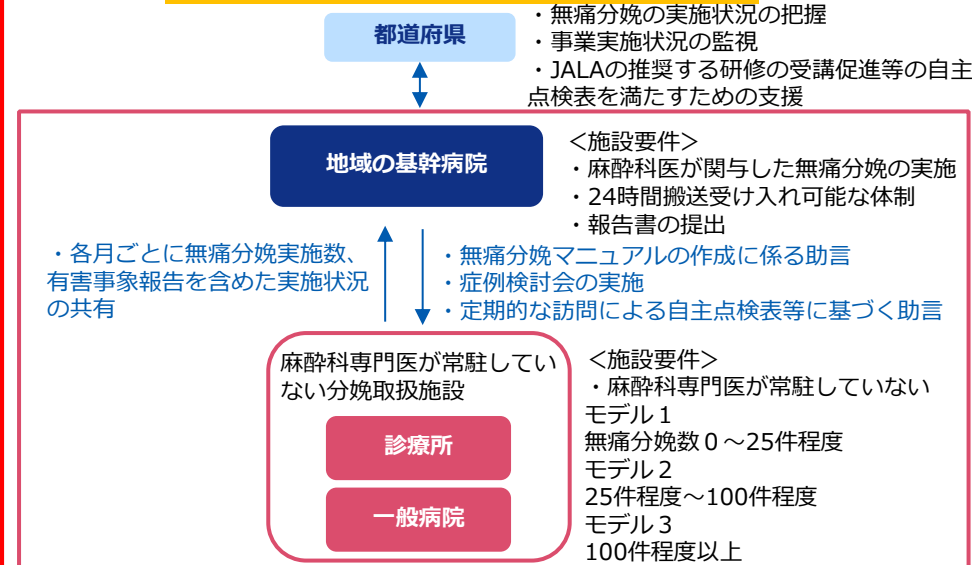 都道府県
・無痛分娩の実施状況の把握
・事業実施状況の監視
・JALAの推奨する研修の受講促進等の自主
点検表を満たすための支援
地域の基幹病院
＜施設要件＞
・麻酔科医が関与した無痛分娩の実施
・24時間搬送受け入れ可能な体制
・報告書の提出
・各月ごとに無痛分娩実施数、
有害事象報告を含めた実施状況
の共有
・無痛分娩マニュアルの作成に係る助言
・症例検討会の実施
・定期的な訪問による自主点検表等に基づく助言
麻酔科専門医が常駐してい
ない分娩取扱施設
診療所
一般病院
＜施設要件＞
・麻酔科専門医が常駐していない
モデル１
無痛分娩数０～25件程度
モデル２
25件程度～100件程度
モデル３
100件程度以上